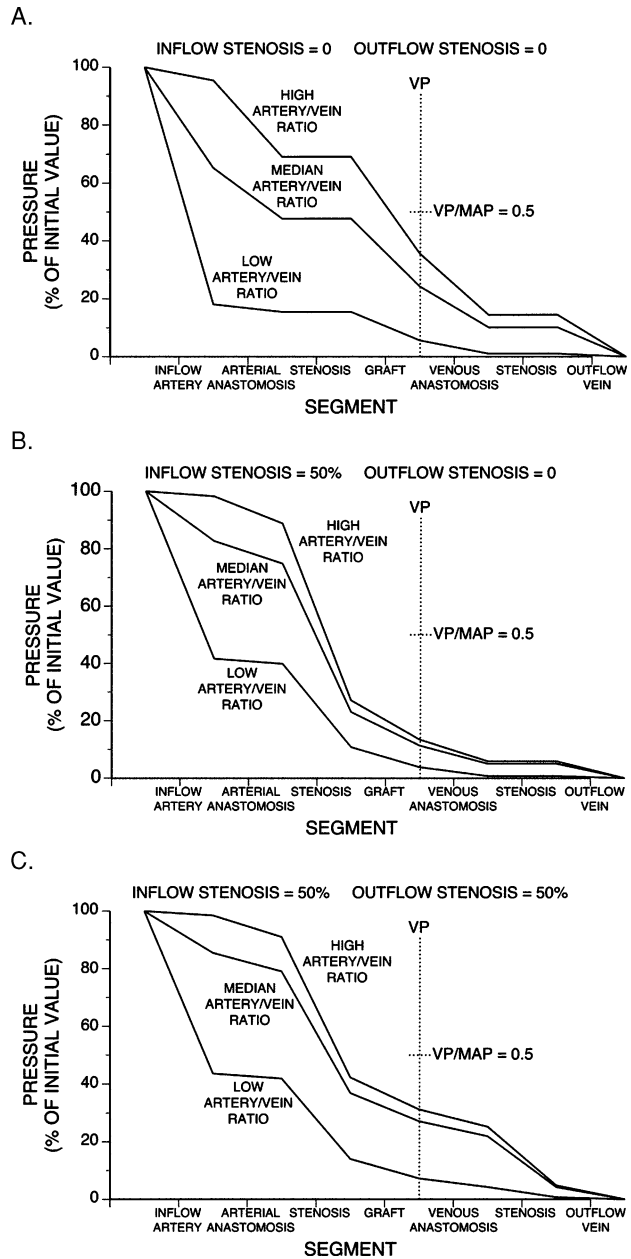 A.
INFLOW STENOSIS = 0 OUTFLOW STENOSIS = 0
PRESSURE
(% OF INITIAL VALUE)
100
80
60
40
20
0
HIGH
ARTERY/VEIN
RATIO
MEDIAN
ARTERY/VEIN
RATIO
LOW
ARTERY/VEIN
RATIO
VP
VP/MAP = 0.5
INFLOW ARTERIAL STENOSIS GRAFT VENOUS STENOSIS OUTFLOW
ARTERY ANASTOMOSIS ANASTOMOSIS VEIN
SEGMENT
B.
INFLOW STENOSIS = 50% OUTFLOW STENOSIS = 0
PRESSURE
(% OF INITIAL VALUE)
100
80
60
40
20
0
HIGH
ARTERY/VEIN
RATIO
MEDIAN
ARTERY/VEIN
RATIO
LOW
ARTERY/VEIN
RATIO
VP
VP/MAP = 0.5
INFLOW ARTERIAL STENOSIS GRAFT VENOUS STENOSIS OUTFLOW
ARTERY ANASTOMOSIS ANASTOMOSIS VEIN
SEGMENT
C.
INFLOW STENOSIS = 50% OUTFLOW STENOSIS = 50%
PRESSURE
(% OF INITIAL VALUE)
100
80
60
40
20
0
HIGH
ARTERY/VEIN
RATIO
MEDIAN
ARTERY/VEIN
RATIO
LOW
ARTERY/VEIN
RATIO
VP
VP/MAP = 0.5
INFLOW ARTERIAL STENOSIS GRAFT VENOUS STENOSIS OUTFLOW
ARTERY ANASTOMOSIS ANASTOMOSIS VEIN
SEGMENT